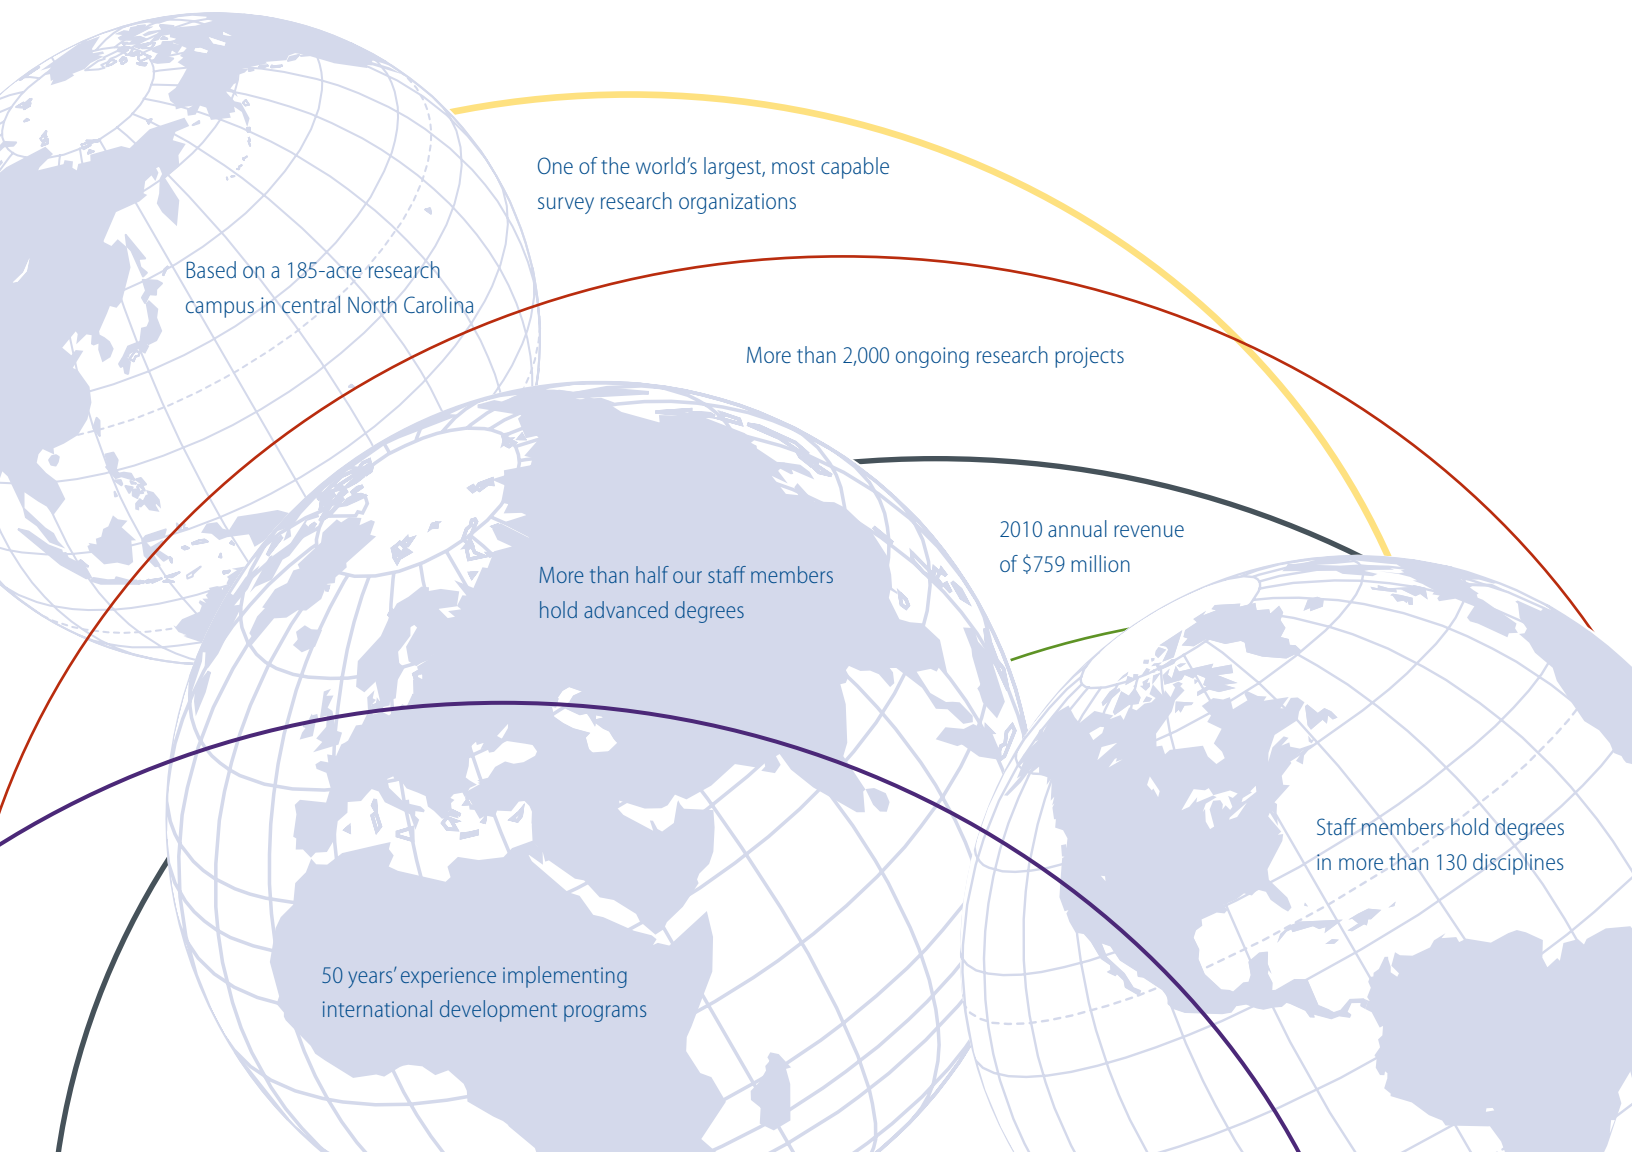 One of the world's largest, most capable
survey research organizations
Based on a 185-acre research
campus in central North Carolina
More than 2,000 ongoing research projects
2010 annual revenue
of $759 million
More than half our staff members
hold advanced degrees
Staff members hold degrees
in more than 130 disciplines
50 years' experience implementing
international development programs